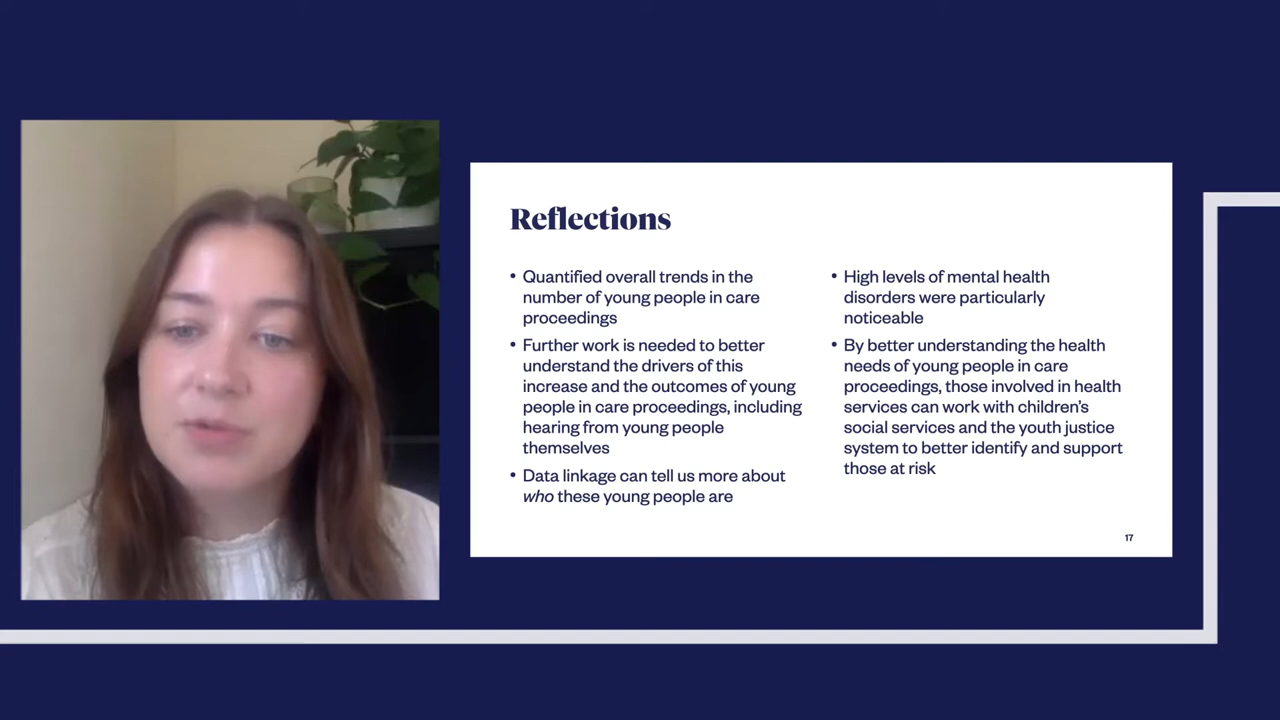 Reflections
• Quantified overall trends in the
number of young people in care
proceedings
• Further work is needed to better
understand the drivers of this
increase and the outcomes of young
people in care proceedings, including
hearing from young people
themselves
• Data linkage can tell us more about
who these young people are
• High levels of mental health
disorders were particularly
noticeable
• By better understanding the health
needs of young people in care
proceedings, those involved in health
services can work with children’s
social services and the youth justice
system to better identify and support
those at risk
17